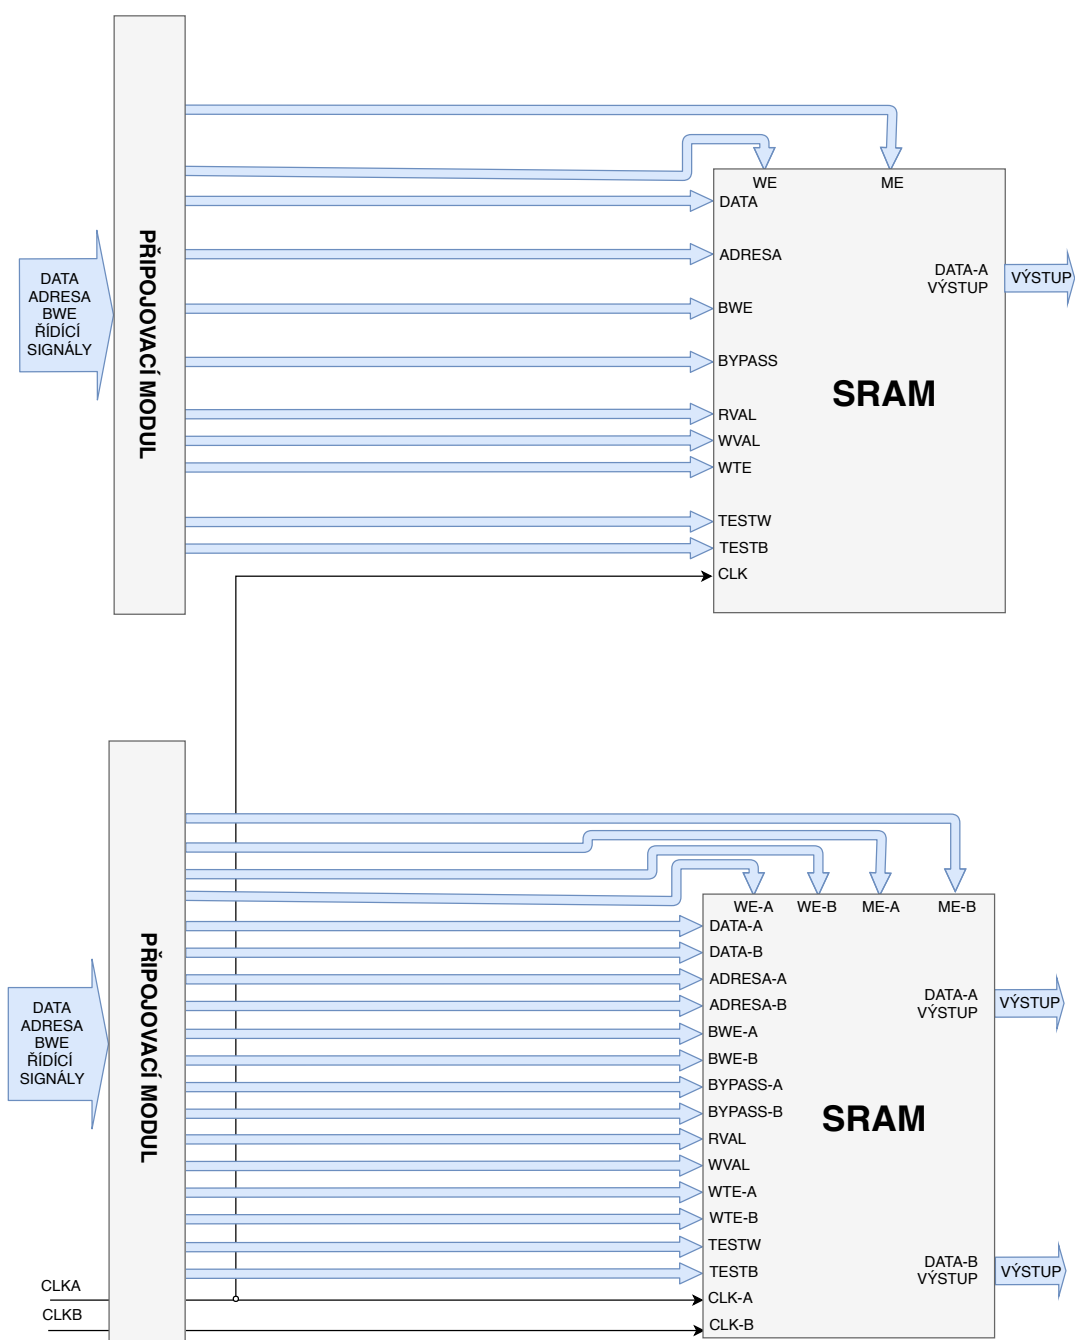 DATA
ADRESA
BWE
ŘÍDÍCÍ
SIGNÁLY
PŘIPOJOVACÍ MODUL
WE
ME
DATA
ADRESA
BWE
BYPASS
RVAL
WVAL
WTE
TESTW
TESTB
CLK
SRAM
DATA-A
VÝSTUP
VÝSTUP
DATA
ADRESA
BWE
ŘÍDÍCÍ
SIGNÁLY
PŘIPOJOVACÍ MODUL
CLKA
CLKB
WE-A
WE-B
ME-A
ME-B
DATA-A
DATA-B
ADRESA-A
ADRESA-B
BWE-A
BWE-B
BYPASS-A
BYPASS-B
RVAL
WVAL
WTE-A
WTE-B
TESTW
TESTB
CLK-A
CLK-B
SRAM
DATA-A
VÝSTUP
VÝSTUP
DATA-B
VÝSTUP
VÝSTUP